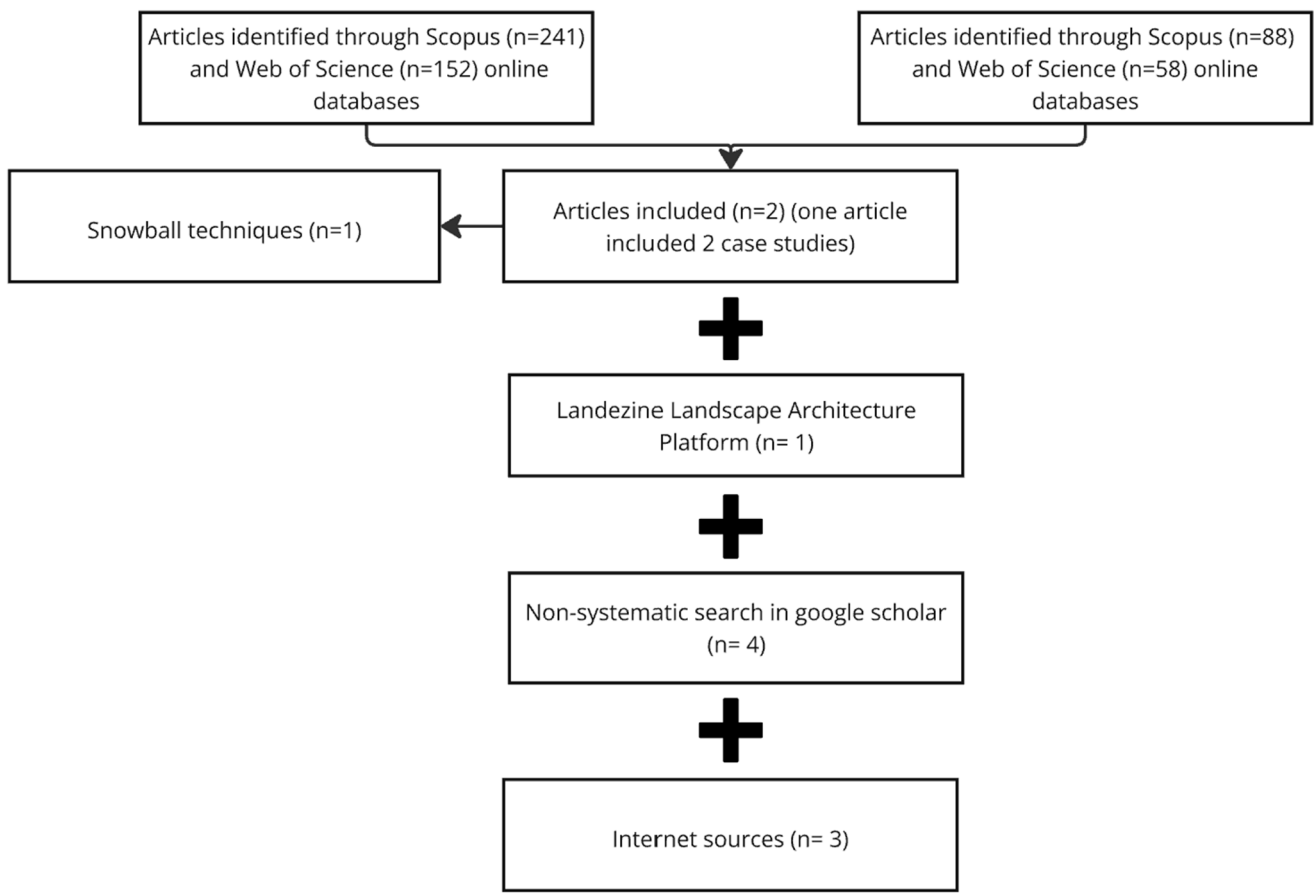 Articles identified through Scopus (n=241)
and Web of Science (n=152) online
databases
Articles identified through Scopus (n=88)
and Web of Science (n=58) online
databases
Snowball techniques (n=1)
Articles included (n=2) (one article
included 2 case studies)
Landezine Landscape Architecture
Platform (n= 1)
Non-systematic search in google scholar
(n= 4)
Internet sources (n= 3)